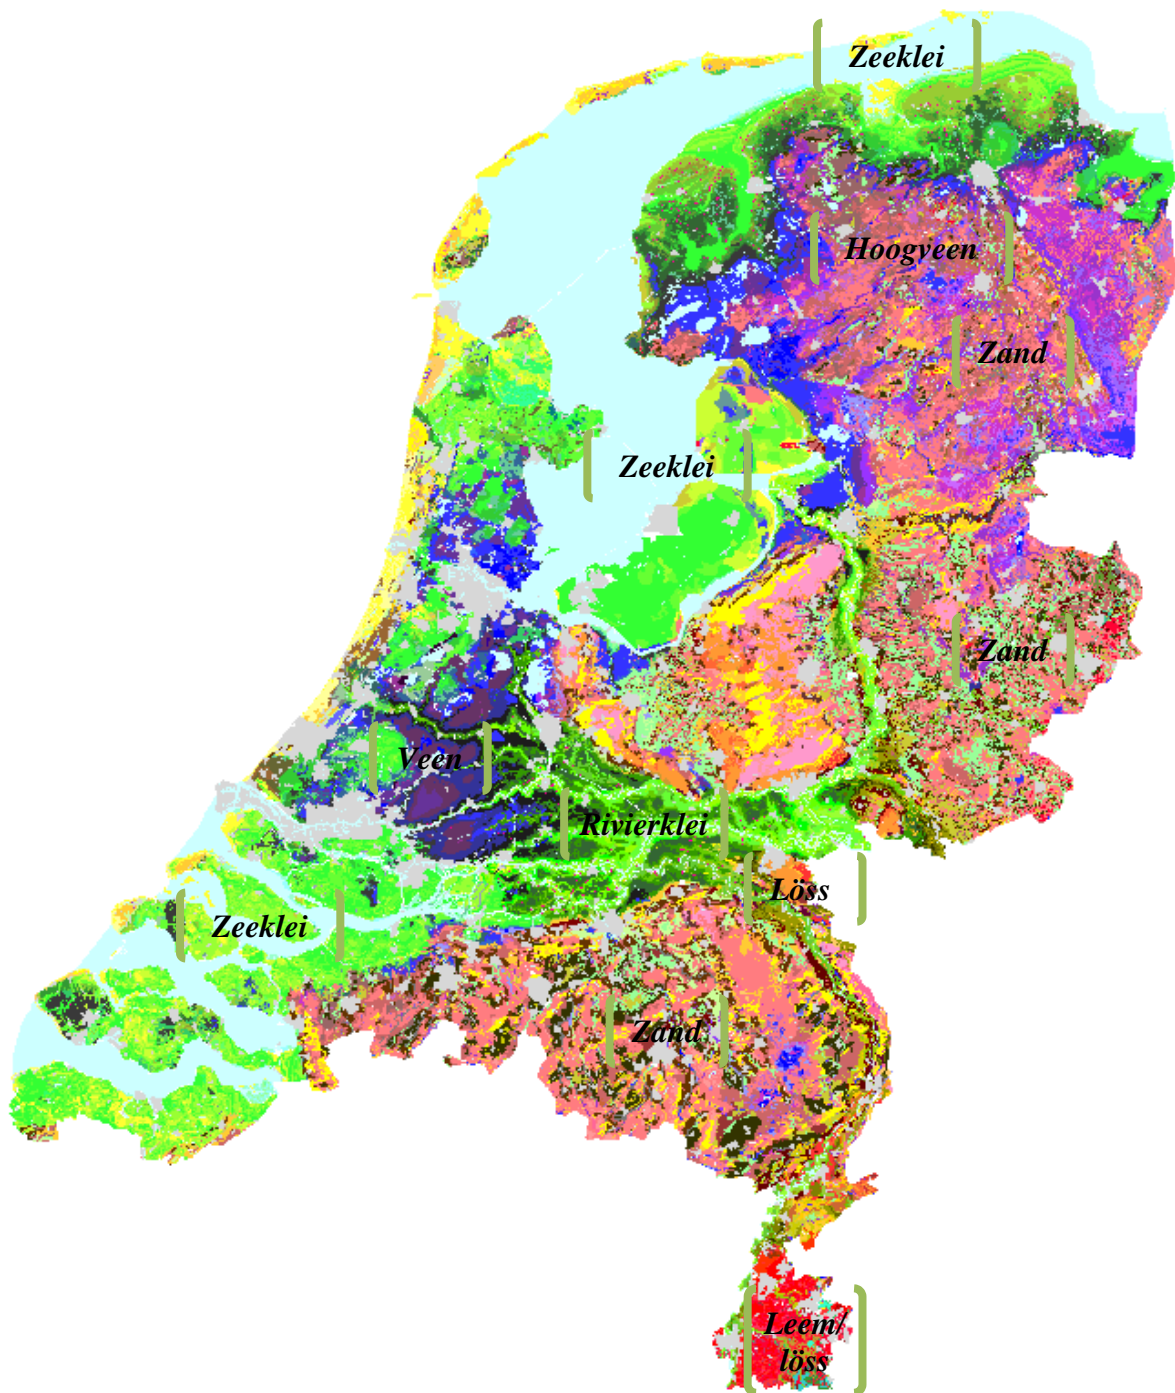 Zeeklei
Hoogveen
Zand
Zeeklei
Zand
Veen
Rivierklei
Löss
Zeeklei
Zand
Leem/
löss